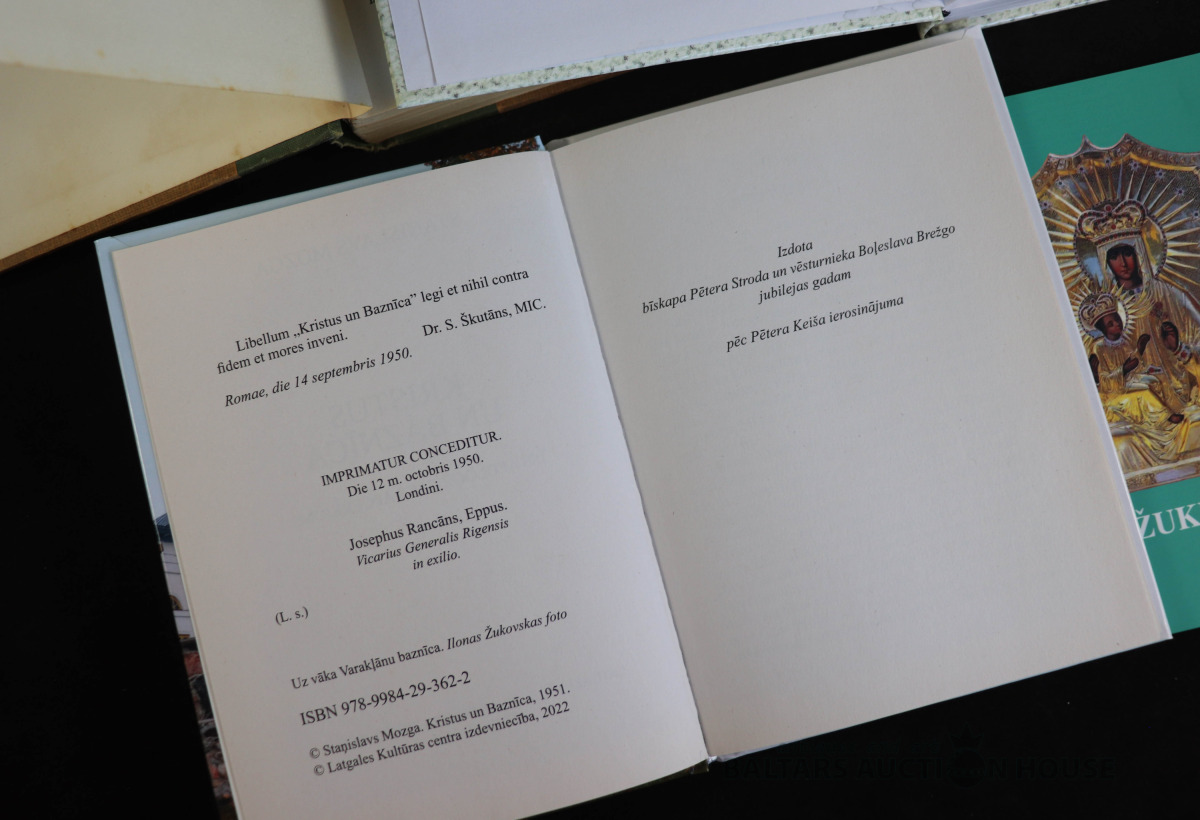 Libellum „Kristus un Baznīca” legi et nihil contra
fidem et mores inveni.
Dr. S. Škutāns, MIC.
Romae, die 14 septembris 1950.
IMPRIMATUR CONCEDITUR.
Die 12 m. octobris 1950.
Londini.
Josephus Rancāns, Eppus.
Vicarius Generalis Rigensis
in exilio.
(L. s.)
Uz vāka Varakļānu baznīca. Ilonas Žukovskas foto
ISBN 978-9984-29-362-2
© Staņislavs Mozga. Kristus un Baznīca, 1951.
© Latgales Kultūras centra izdevniecība, 2022
Izdota
bīskapa Pētera Stroda un vēsturnieka Boļeslava Brežgo
jubilejas gadam
pēc Pētera Keiša ierosinājuma
ŽUK
BALTARS AUCTION HOUSE